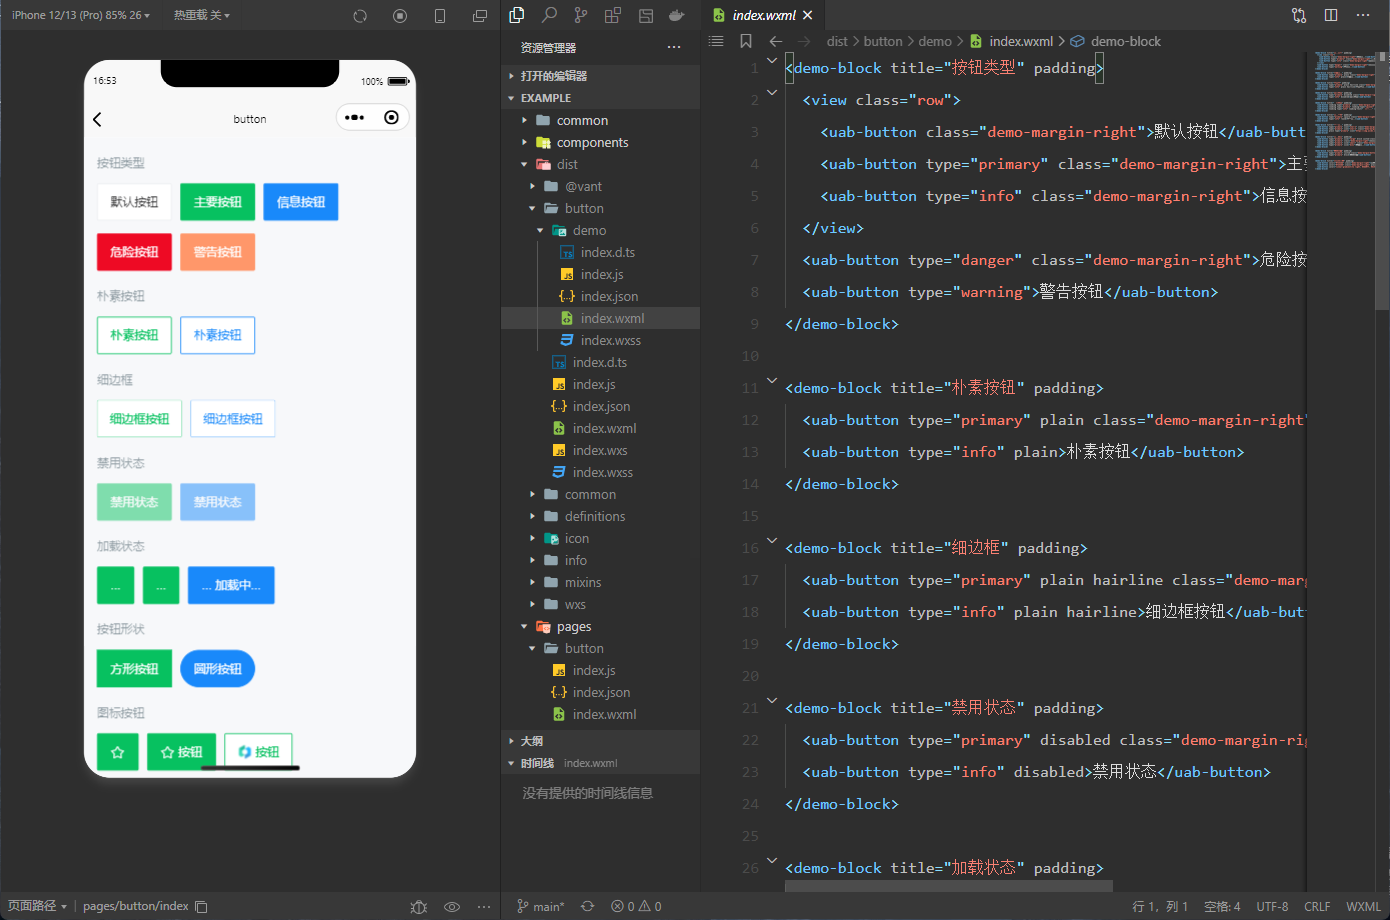 iPhone 12/13 (Pro) 85% 26
热重载 关
16:53
100%
button
按钮类型
默认按钮
主要按钮
信息按钮
危险按钮
警告按钮
朴素按钮
朴素按钮
朴素按钮
细边框
细边框按钮
细边框按钮
禁用状态
禁用状态
禁用状态
加载状态
...
...
... 加载中...
按钮形状
方形按钮
圆形按钮
图标按钮
按钮
按钮
页面路径
pages/button/index
资源管理器
打开的编辑器
EXAMPLE
common
components
dist
@vant
button
demo
index.d.ts
index.js
index.json
index.wxml
index.wxss
index.d.ts
index.js
index.json
index.wxml
index.wxs
index.wxss
common
definitions
icon
info
mixins
wxs
pages
button
index.js
index.json
index.wxml
大纲
时间线 index.wxml
没有提供的时间线信息
index.wxml
dist > button > demo > index.wxml > demo-block
1 <demo-block title="按钮类型" padding>
2 <view class="row">
3 <uab-button class="demo-margin-right">默认按钮</uab-butt
4 <uab-button type="primary" class="demo-margin-right">主要
5 <uab-button type="info" class="demo-margin-right">信息按
6 </view>
7 <uab-button type="danger" class="demo-margin-right">危险按
8 <uab-button type="warning">警告按钮</uab-button>
9 </demo-block>
10
11 <demo-block title="朴素按钮" padding>
12 <uab-button type="primary" plain class="demo-margin-right"
13 <uab-button type="info" plain>朴素按钮</uab-button>
14 </demo-block>
15
16 <demo-block title="细边框" padding>
17 <uab-button type="primary" plain hairline class="demo-marg
18 <uab-button type="info" plain hairline>细边框按钮</uab-butt
19 </demo-block>
20
21 <demo-block title="禁用状态" padding>
22 <uab-button type="primary" disabled class="demo-margin-rig
23 <uab-button type="info" disabled>禁用状态</uab-button>
24 </demo-block>
25
26 <demo-block title="加载状态" padding>
main* 0 0
行 1，列 1 空格: 4 UTF-8 CRLF WXML